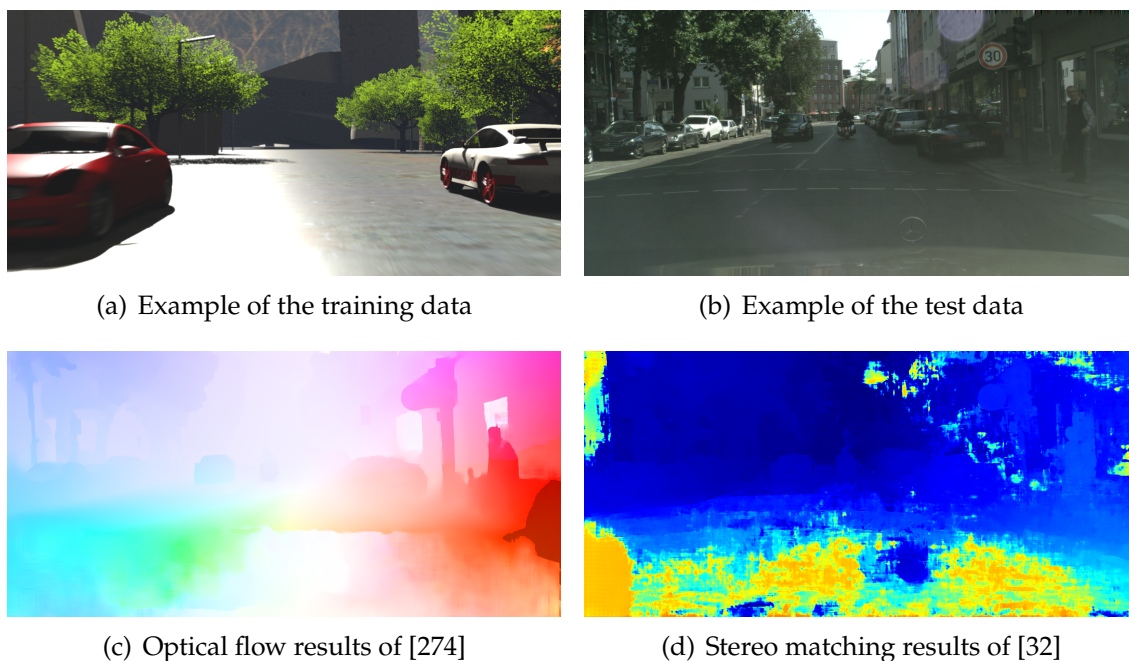 30
(a) Example of the training data
(b) Example of the test data
(c) Optical flow results of [274]
(d) Stereo matching results of [32]